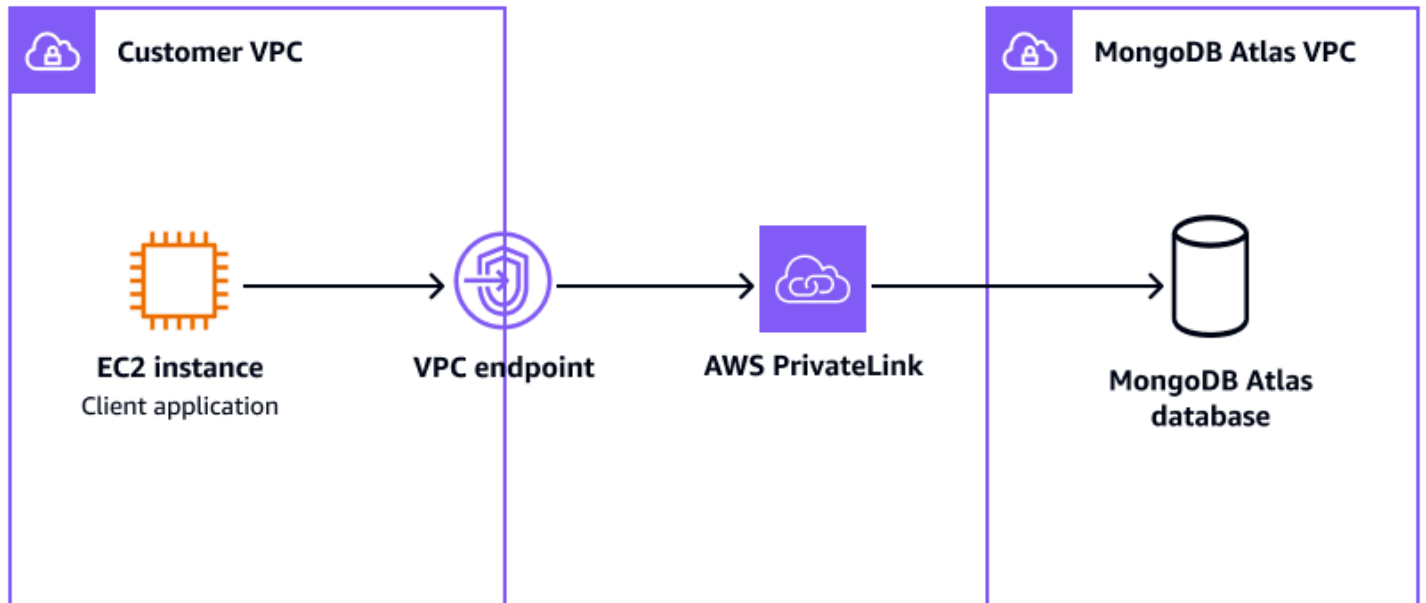 Customer VPC
MongoDB Atlas VPC
EC2 instance
Client application
VPC endpoint
AWS PrivateLink
MongoDB Atlas
database